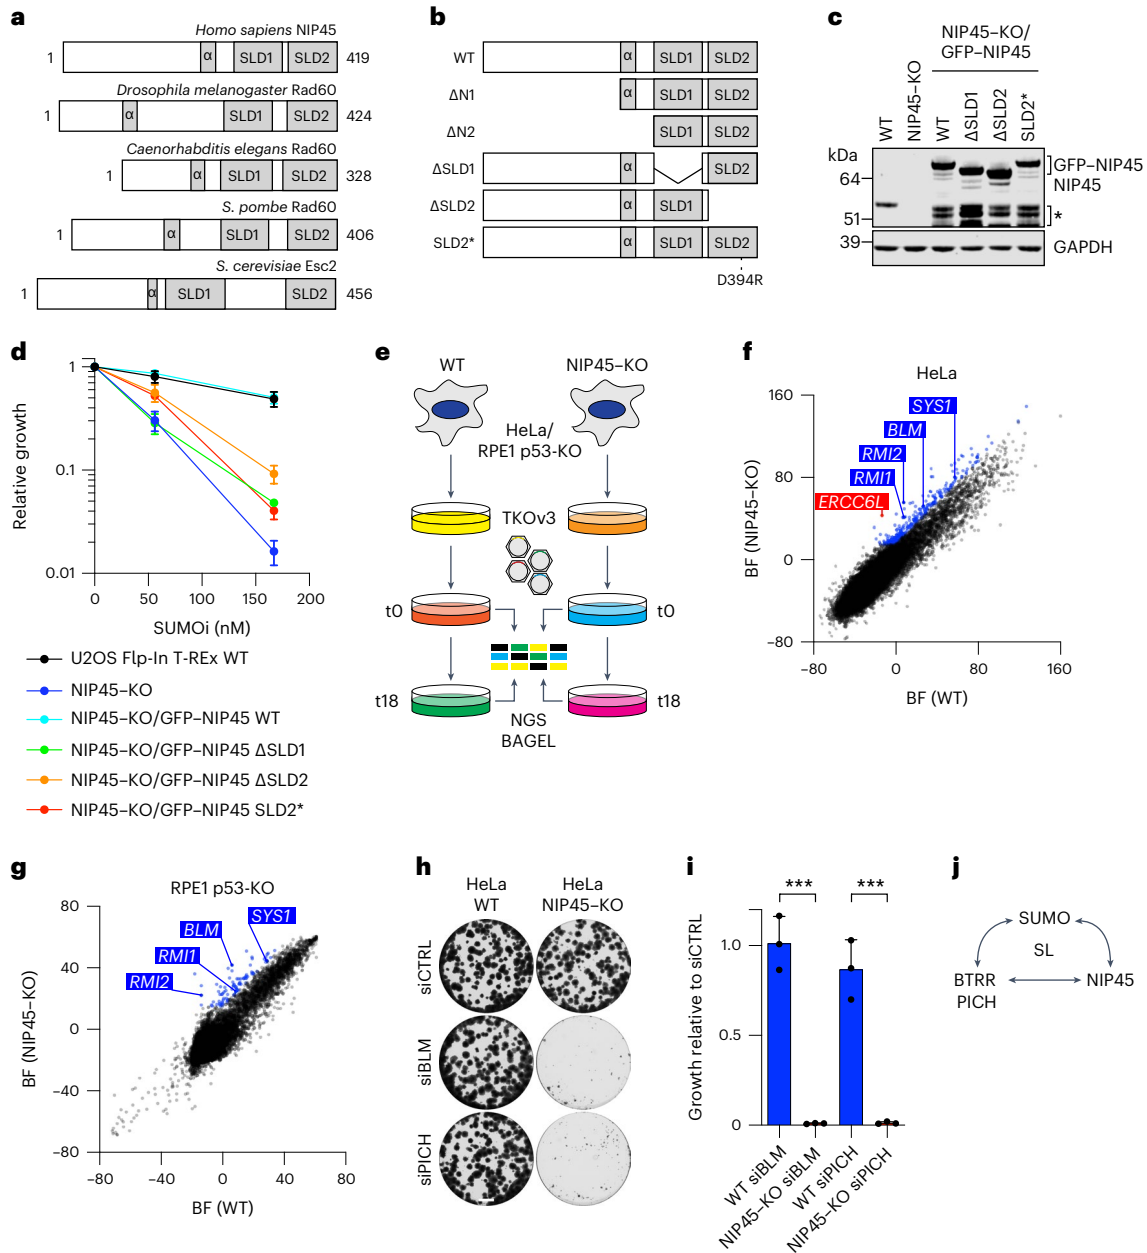 a
Homo sapiens NIP45
1 α SLD1 SLD2 419
Drosophila melanogaster Rad60
1 α SLD1 SLD2 424
Caenorhabditis elegans Rad60
1 α SLD1 SLD2 328
S. pombe Rad60
1 α SLD1 SLD2 406
S. cerevisiae Esc2
1 α SLD1 SLD2 456
b
WT α SLD1 SLD2
ΔN1 α SLD1 SLD2
ΔN2 SLD1 SLD2
ΔSLD1 α SLD2
ΔSLD2 α SLD1
SLD2* α SLD1 SLD2
D394R
c
NIP45–KO/
GFP–NIP45
WT
NIP45–KO
WT
ΔSLD1
ΔSLD2
SLD2*
kDa
64
51
39
GFP–NIP45
NIP45
*
GAPDH
d
Relative growth
1
0.1
0.01
0 50 100 150 200
SUMOi (nM)
U2OS Flp-In T-REx WT
NIP45–KO
NIP45–KO/GFP–NIP45 WT
NIP45–KO/GFP–NIP45 ΔSLD1
NIP45–KO/GFP–NIP45 ΔSLD2
NIP45–KO/GFP–NIP45 SLD2*
e
WT NIP45–KO
HeLa/
RPE1 p53-KO
TKOv3
t0 t0
t18 t18
NGS
BAGEL
f
HeLa
BF (NIP45–KO)
160
80
0
–80
SYS1
BLM
RMI2
RMI1
ERCC6L
–80 0 80 160
BF (WT)
g
RPE1 p53-KO
BF (NIP45–KO)
80
40
0
–40
–80
SYS1
BLM
RMI1
RMI2
–80 –40 0 40 80
BF (WT)
h
HeLa
WT
HeLa
NIP45–KO
siCTRL
siBLM
siPICH
i
Growth relative to siCTRL
*** ***
1.0
0.5
0
WT siBLM
NIP45–KO siBLM
WT siPICH
NIP45–KO siPICH
j
SUMO
SL
BTRR
PICH
NIP45